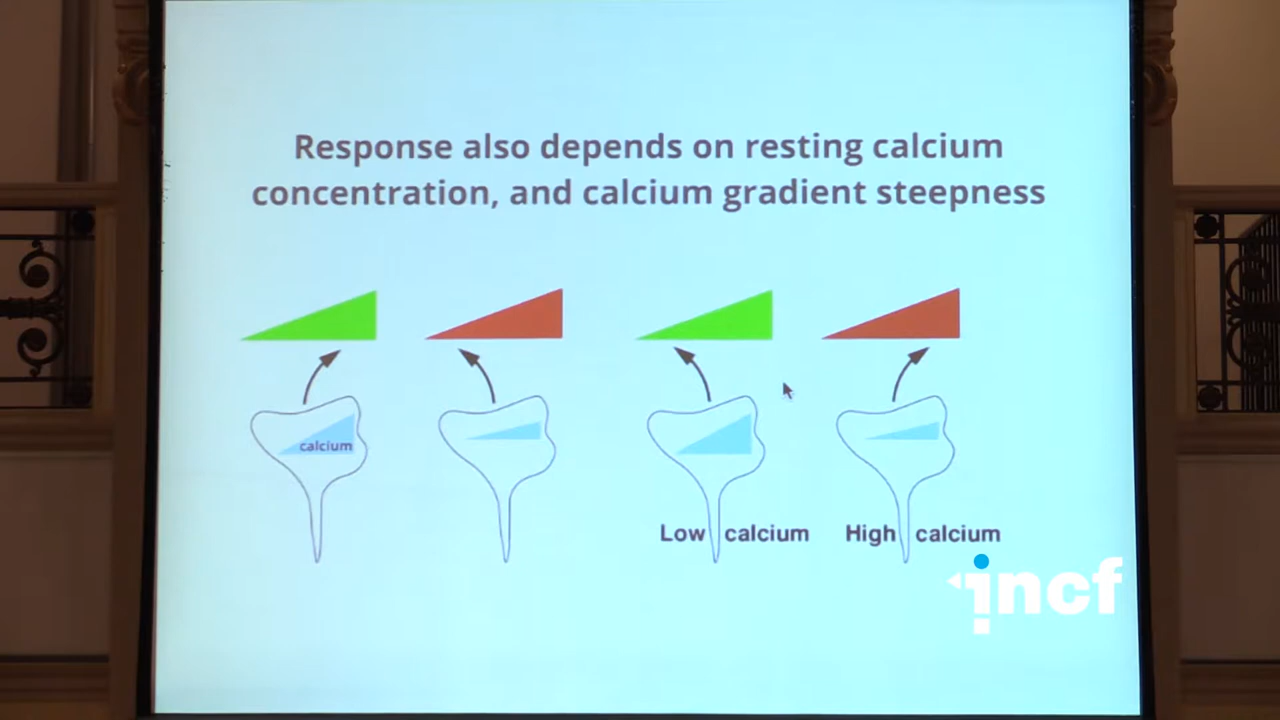 Response also depends on resting calcium
concentration, and calcium gradient steepness
calcium
Low calcium
High calcium
incf